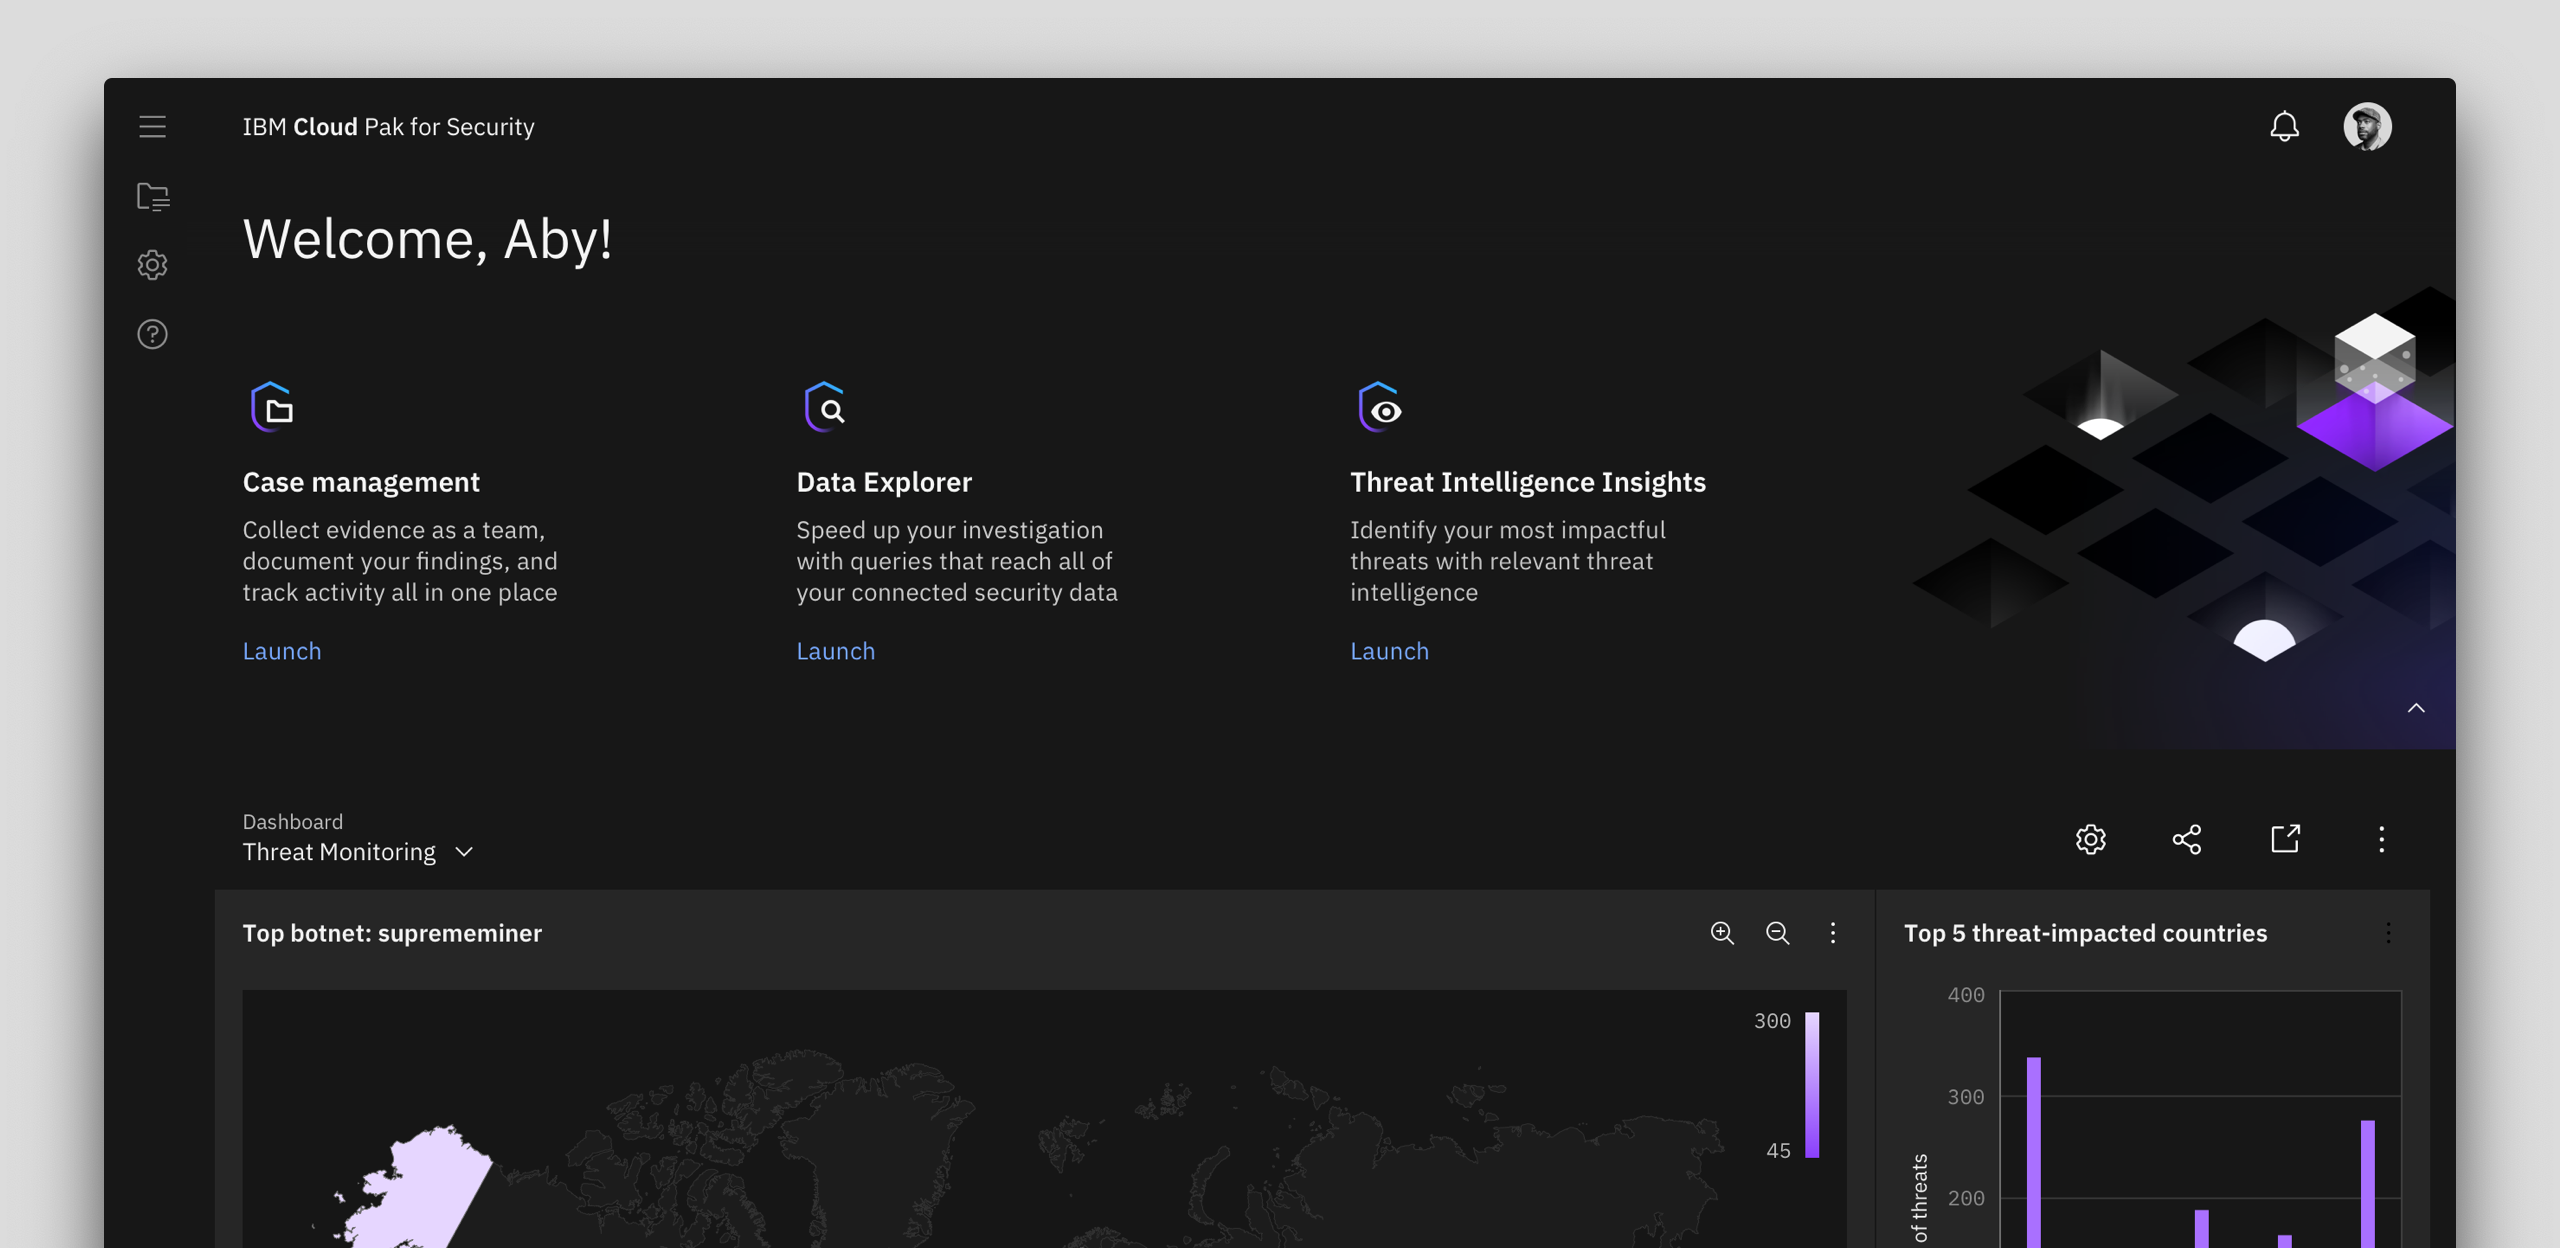 IBM Cloud Pak for Security
Welcome, Aby!
Case management
Collect evidence as a team,
document your findings, and
track activity all in one place
Launch
Data Explorer
Speed up your investigation
with queries that reach all of
your connected security data
Launch
Threat Intelligence Insights
Identify your most impactful
threats with relevant threat
intelligence
Launch
Dashboard
Threat Monitoring
Top botnet: suprememiner
300
45
Top 5 threat-impacted countries
400
300
200
of threats